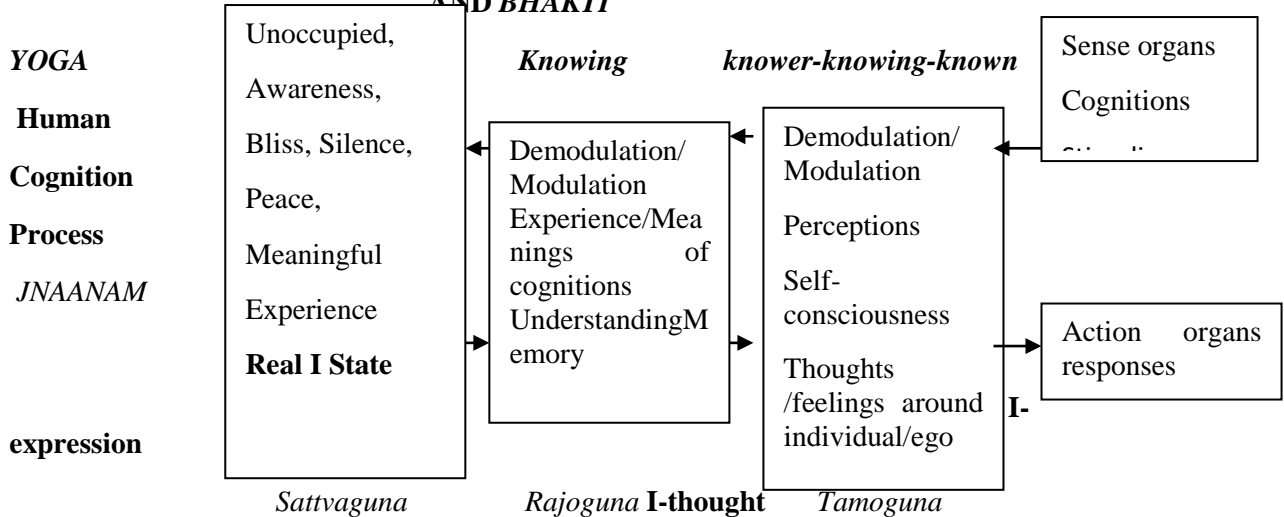 AND BHAKTI
YOGA
Human
Cognition
Process
JNAANAM
expression
Unoccupied,
Awareness,
Bliss, Silence,
Peace,
Meaningful
Experience
Real I State
Sattvaguna
Knowing
Demodulation/
Modulation
Experience/Mea
nings of
cognitions
UnderstandingM
emory
Rajoguna I-thought
knower-knowing-known
Demodulation/
Modulation
Perceptions
Self-
consciousness
Thoughts
/feelings around
individual/ego
I-
Tamoguna
Sense organs
Cognitions
Action organs
responses